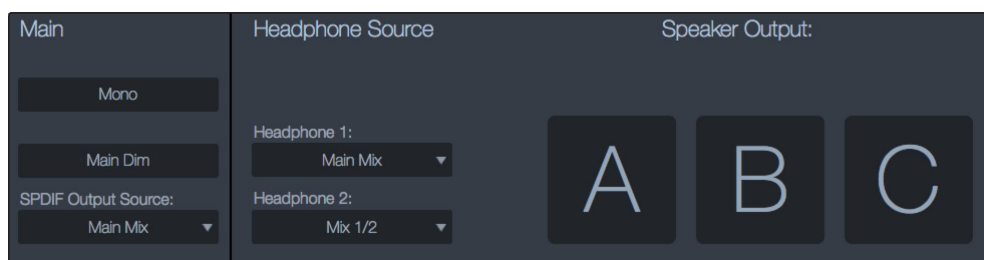 Main
Mono
Main Dim
SPDIF Output Source:
Main Mix
Headphone Source
Headphone 1:
Main Mix
Headphone 2:
Mix 1/2
Speaker Output:
A B C